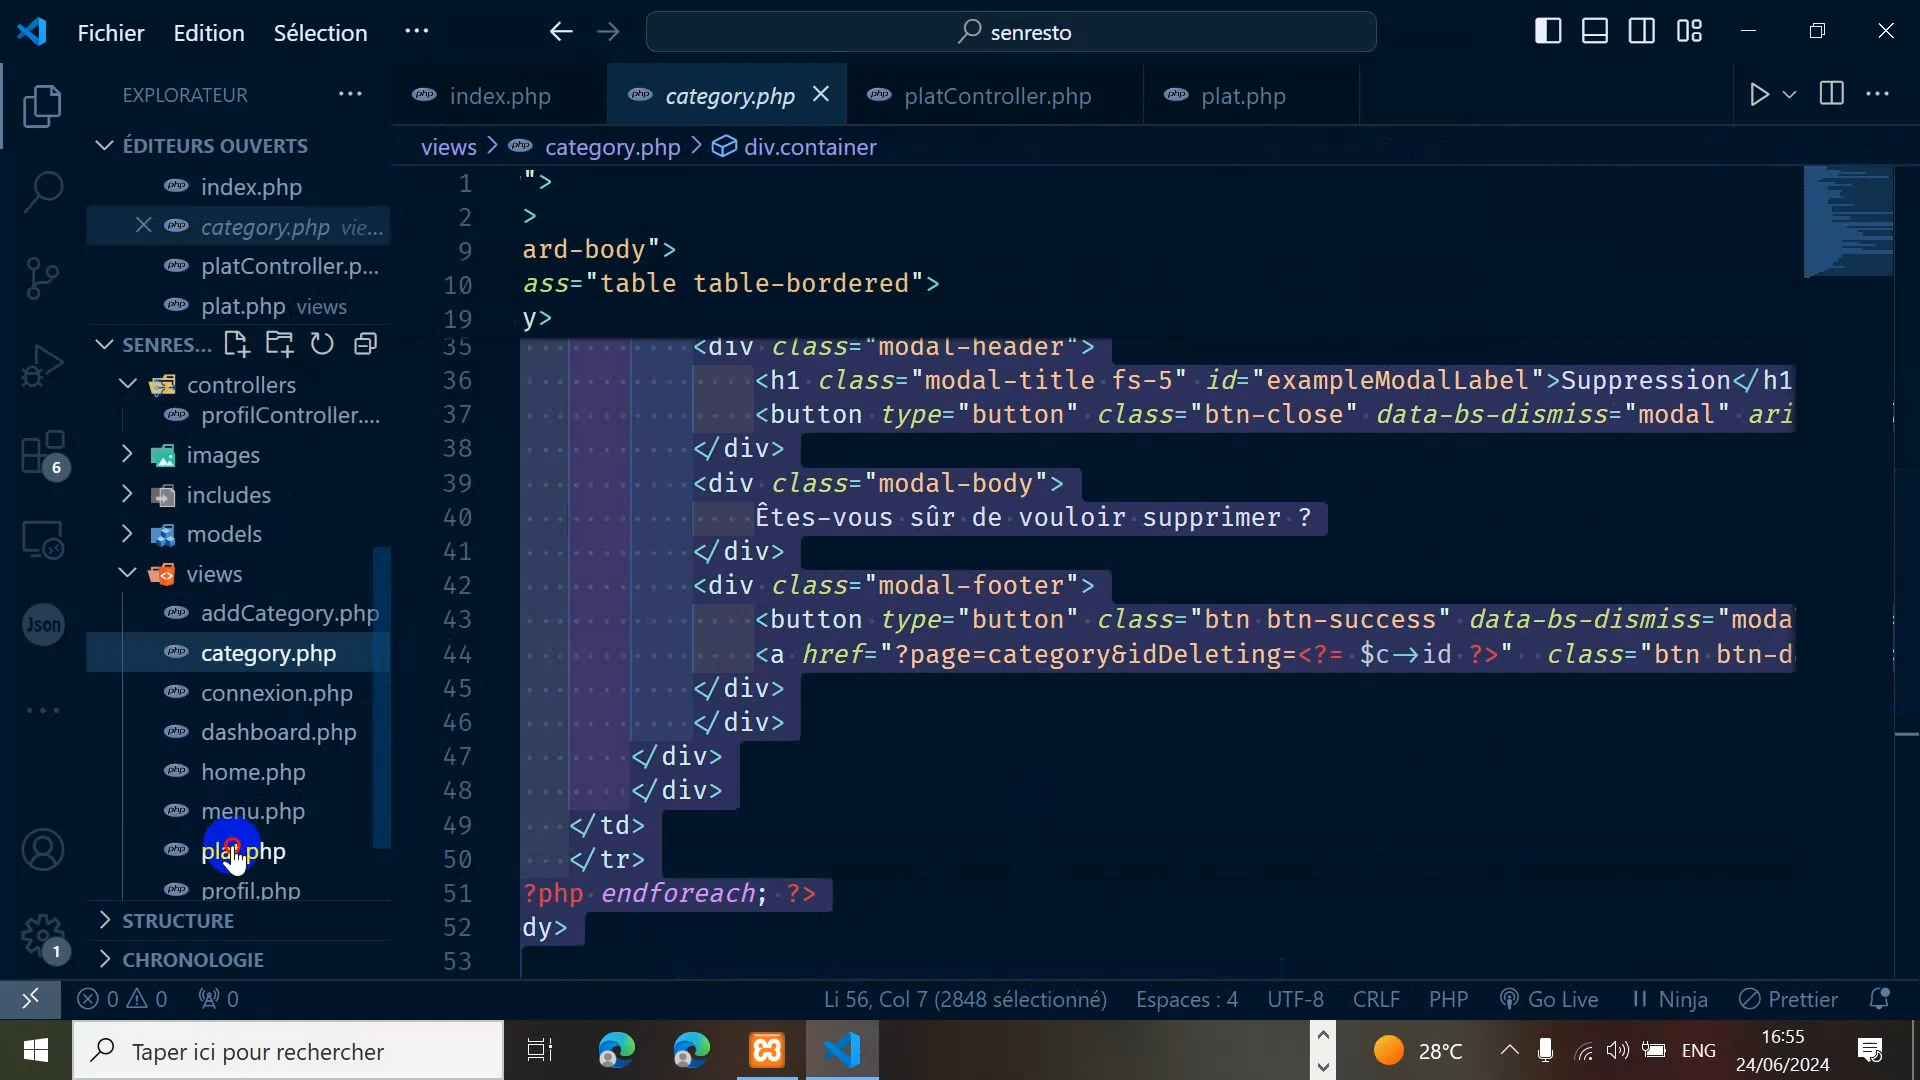 Fichier Edition Sélection ··· senresto
EXPLORATEUR ···
index.php category.php platController.php plat.php
ÉDITEURS OUVERTS
views > category.php > div.container
index.php
category.php vie...
platController.p...
plat.php views
SENRES...
controllers
profilController....
images
includes
models
views
addCategory.php
category.php
connexion.php
dashboard.php
home.php
menu.php
plat.php
profil.php
STRUCTURE
CHRONOLOGIE
6
Json
1
1 ">
2 >
9 ard-body">
10 ass="table table-bordered">
19 y>
35 <div class="modal-header">
36 <h1 class="modal-title fs-5" id="exampleModalLabel">Suppression</h1
37 <button type="button" class="btn-close" data-bs-dismiss="modal" ari
38 </div>
39 <div class="modal-body">
40 Êtes-vous sûr de vouloir supprimer ?
41 </div>
42 <div class="modal-footer">
43 <button type="button" class="btn btn-success" data-bs-dismiss="moda
44 <a href="?page=category&idDeleting=<?= $c->id ?>" class="btn btn-d
45 </div>
46 </div>
47 </div>
48 </div>
49 </td>
50 </tr>
51 ?php endforeach; ?>
52 dy>
53
0 0 0 Li 56, Col 7 (2848 sélectionné) Espaces : 4 UTF-8 CRLF PHP Go Live Ninja Prettier
Taper ici pour rechercher 28°C ENG 16:55
24/06/2024